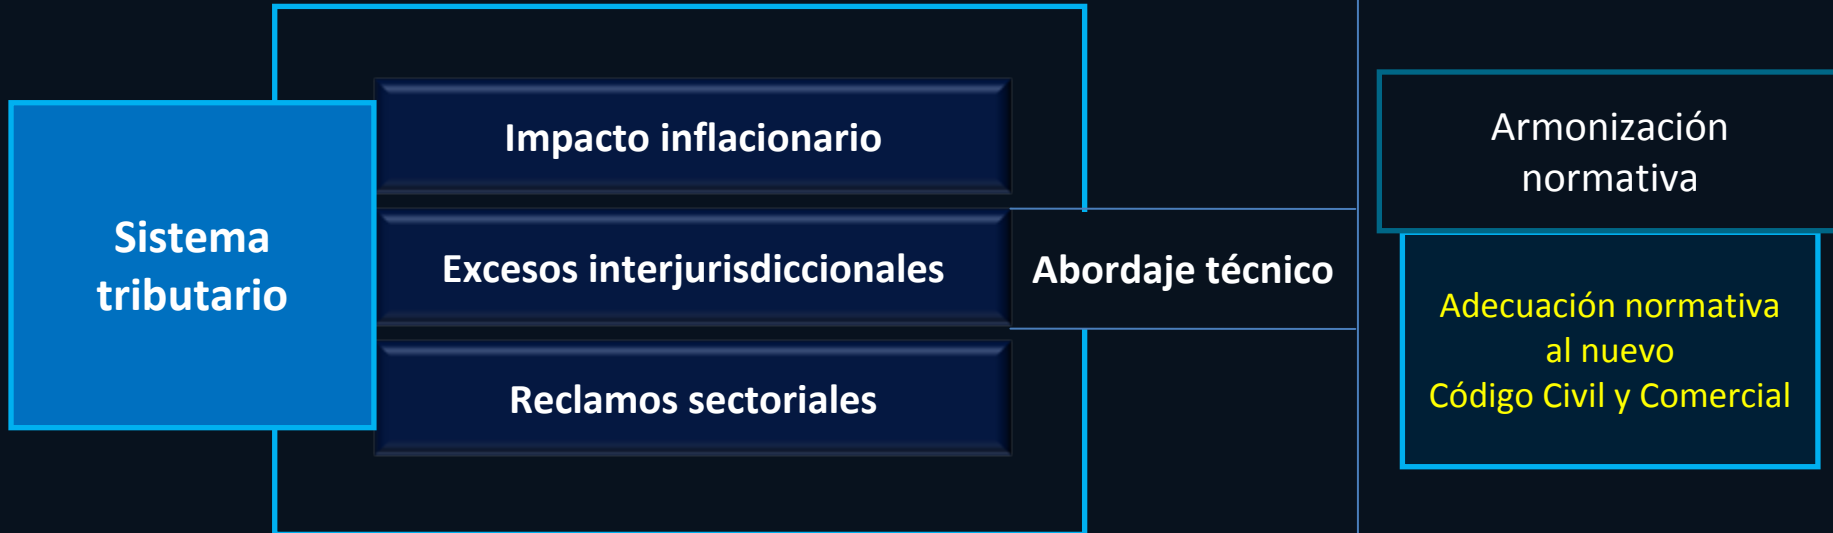 Sistema
tributario
Impacto inflacionario
Excesos interjurisdiccionales
Reclamos sectoriales
Abordaje técnico
Armonización
normativa
Adecuación normativa
al nuevo
Código Civil y Comercial